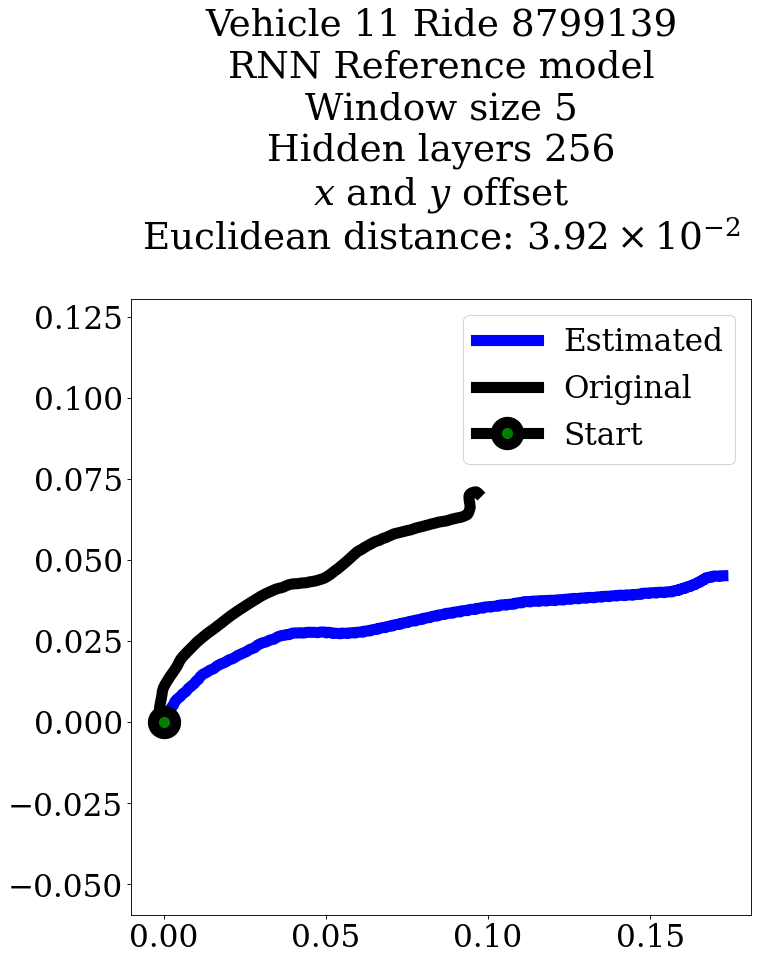 Vehicle 11 Ride 8799139
RNN Reference model
Window size 5
Hidden layers 256
x and y offset
Euclidean distance: 3.92 × 10⁻²
0.125
0.100
0.075
0.050
0.025
0.000
−0.025
−0.050
Estimated
Original
Start
0.00 0.05 0.10 0.15